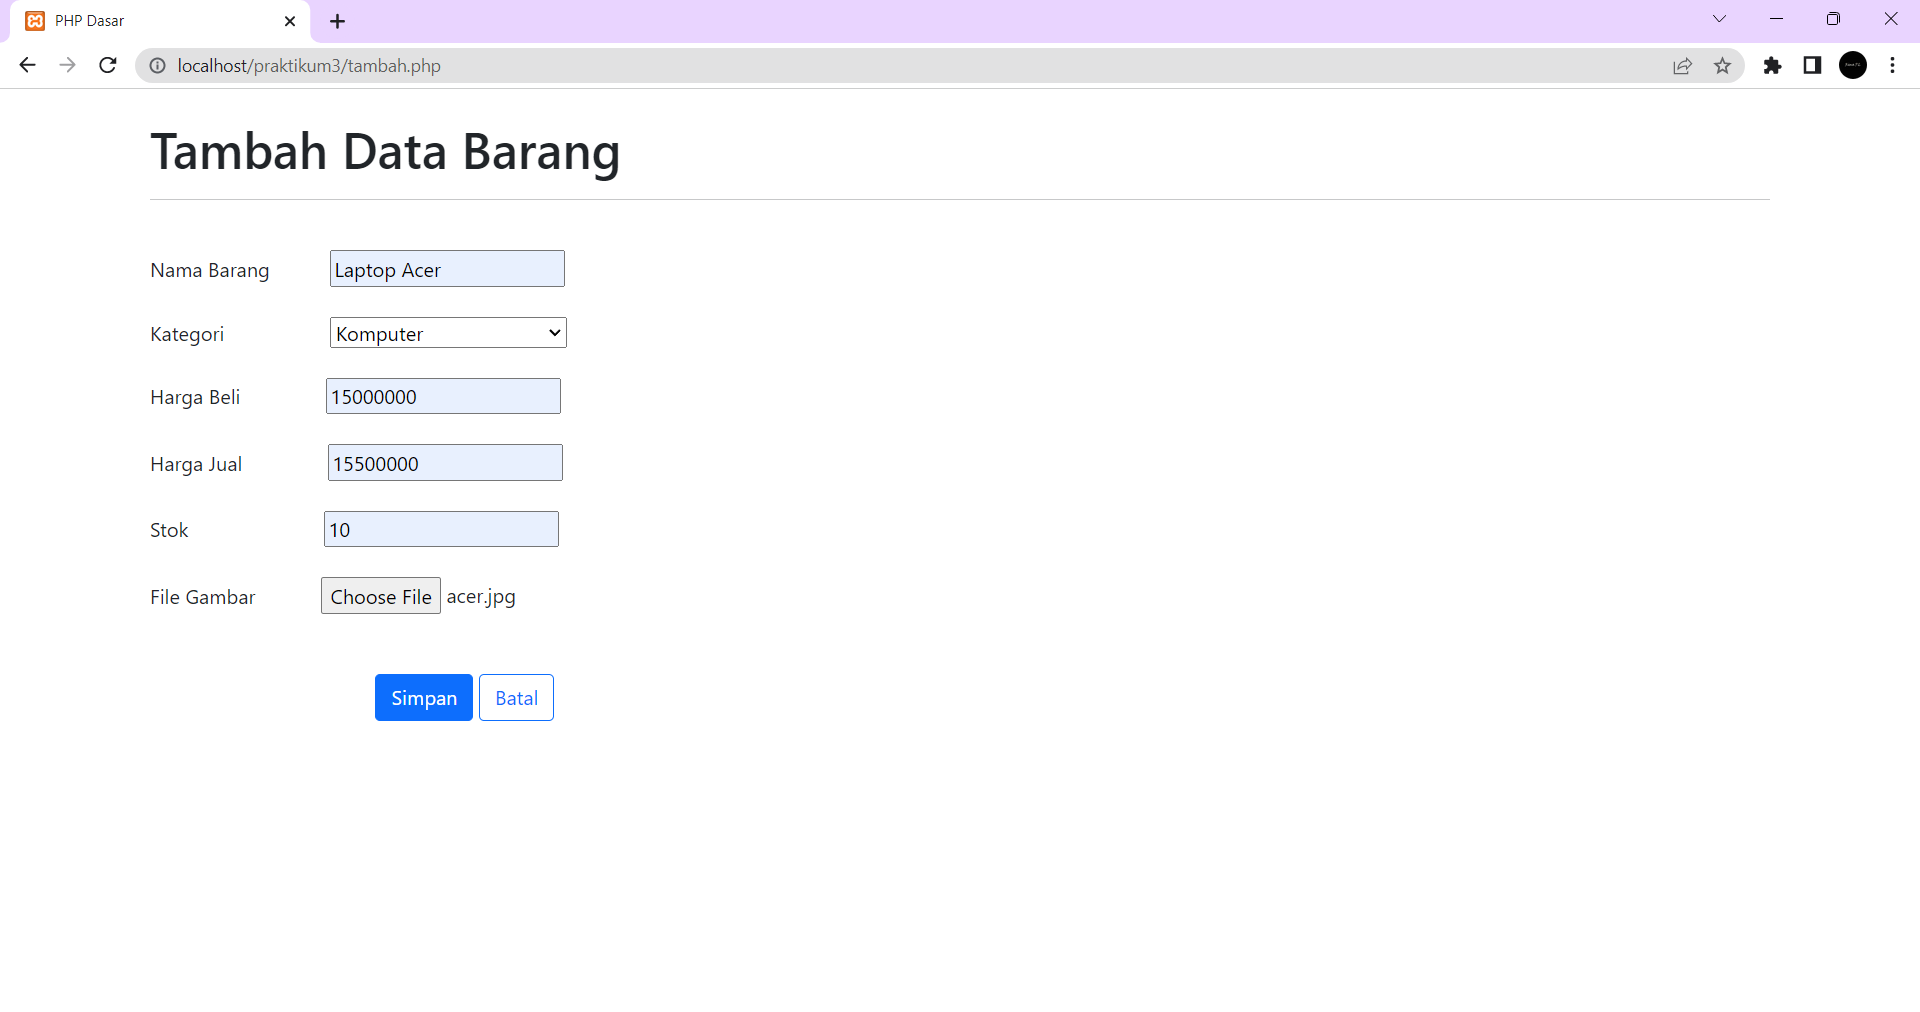 PHP Dasar
localhost/praktikum3/tambah.php
Tambah Data Barang
Nama Barang Laptop Acer
Kategori Komputer
Harga Beli 15000000
Harga Jual 15500000
Stok 10
File Gambar Choose File acer.jpg
Simpan Batal